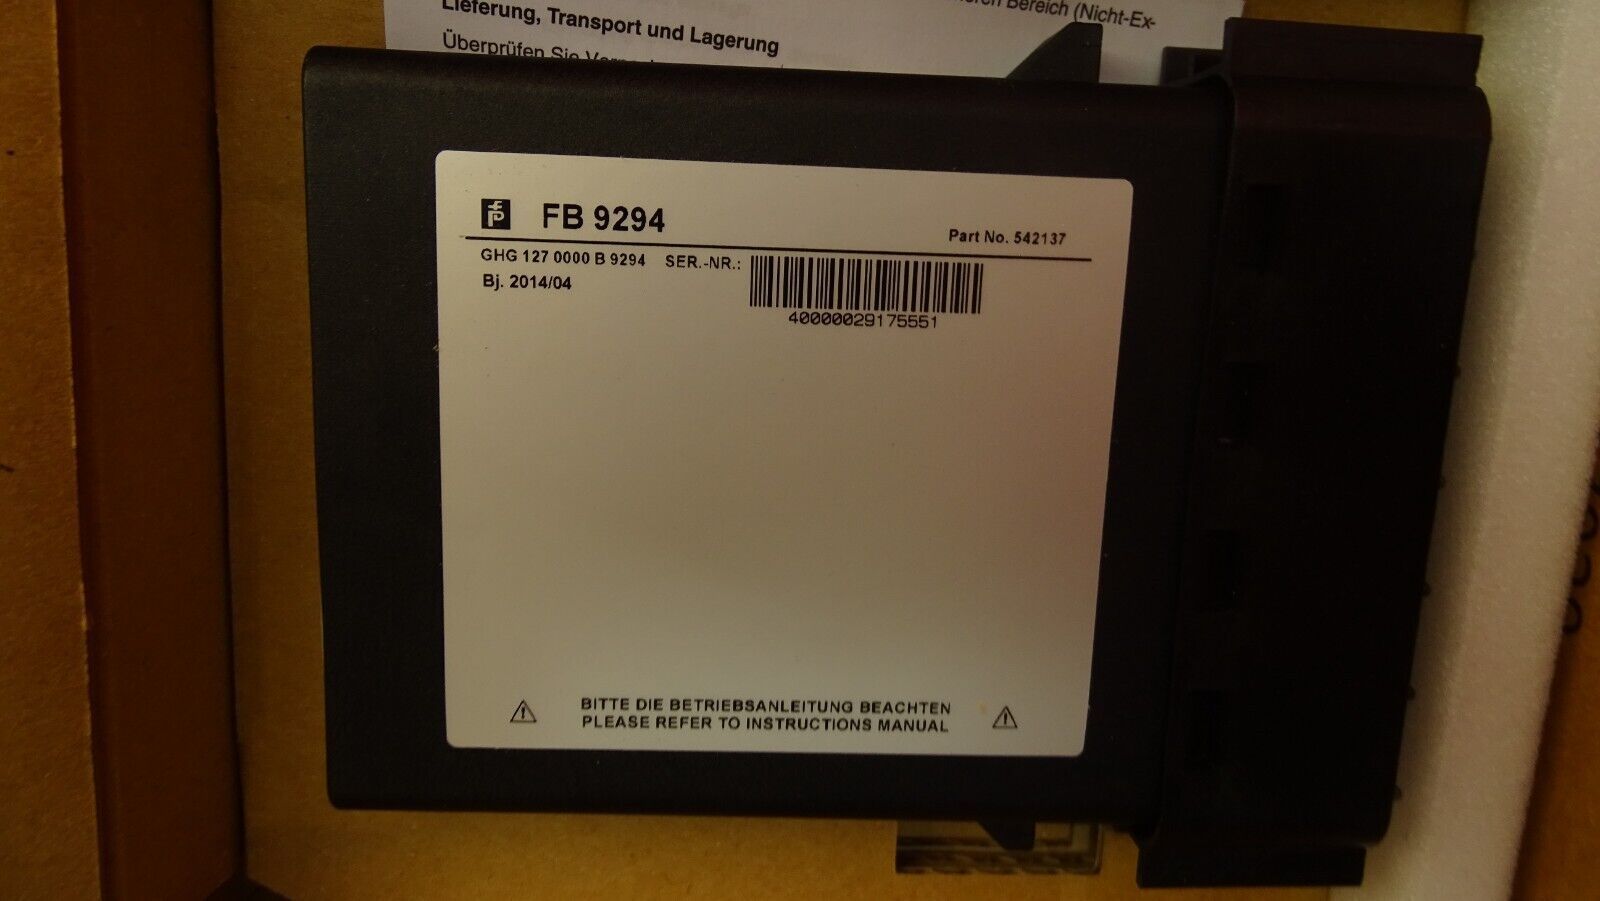 neren Bereich (Nicht-Ex-
Lieferung, Transport und Lagerung
Überprüfen Sie
FB 9294
Part No. 542137
GHG 127 0000 B 9294 SER.-NR.:
Bj. 2014/04
40000029175551
BITTE DIE BETRIEBSANLEITUNG BEACHTEN
PLEASE REFER TO INSTRUCTIONS MANUAL